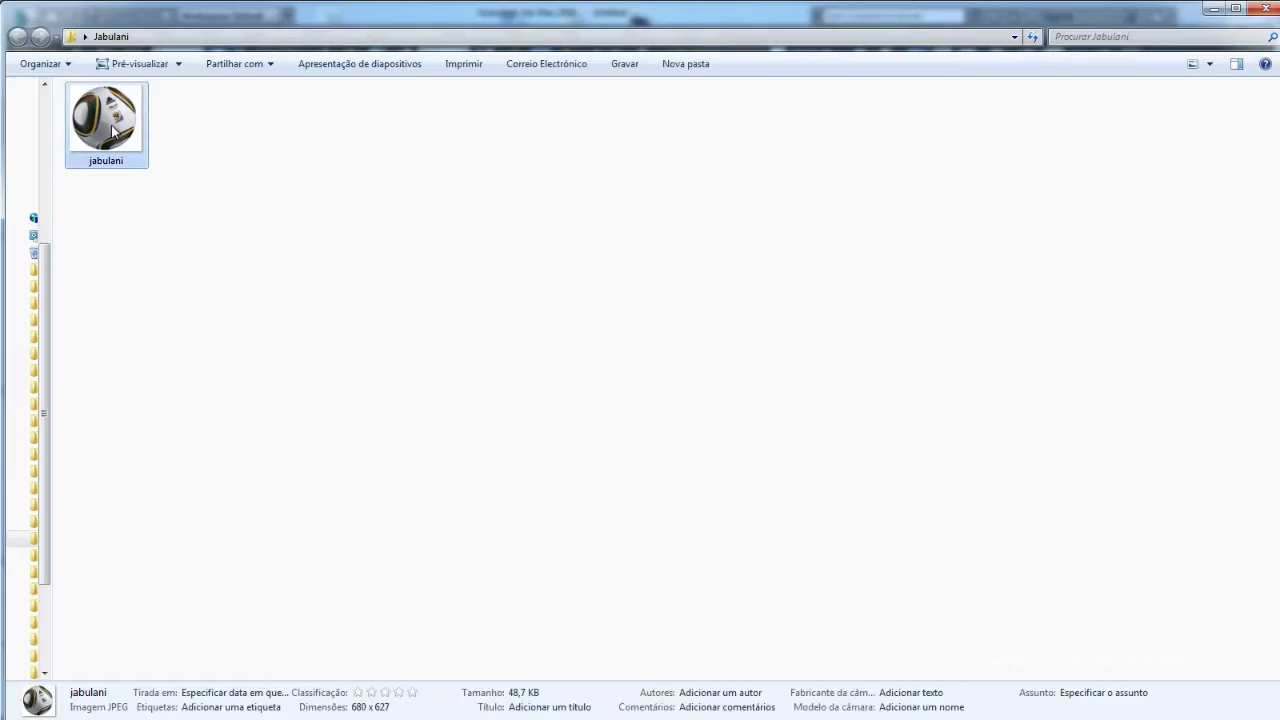 Jabulani
Procurar Jabulani
Organizar
Pré-visualizar
Partilhar com
Apresentação de diapositivos
Imprimir
Correio Electrónico
Gravar
Nova pasta
jabulani
jabulani Tirada em: Especificar data em que... Classificação: Tamanho: 48,7 KB Autores: Adicionar um autor Fabricante da câm... Adicionar texto Assunto: Especificar o assunto
Imagem JPEG Etiquetas: Adicionar uma etiqueta Dimensões: 680 x 627 Título: Adicionar um título Comentários: Adicionar comentários Modelo da câmara: Adicionar um nome